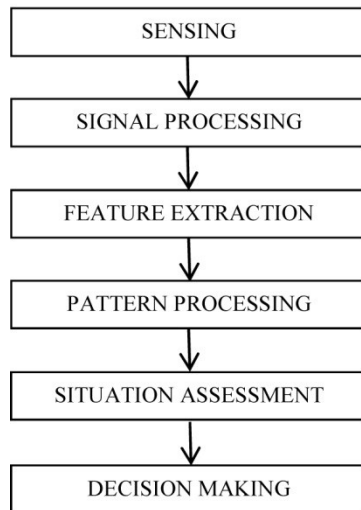 SENSING
SIGNAL PROCESSING
FEATURE EXTRACTION
PATTERN PROCESSING
SITUATION ASSESSMENT
DECISION MAKING